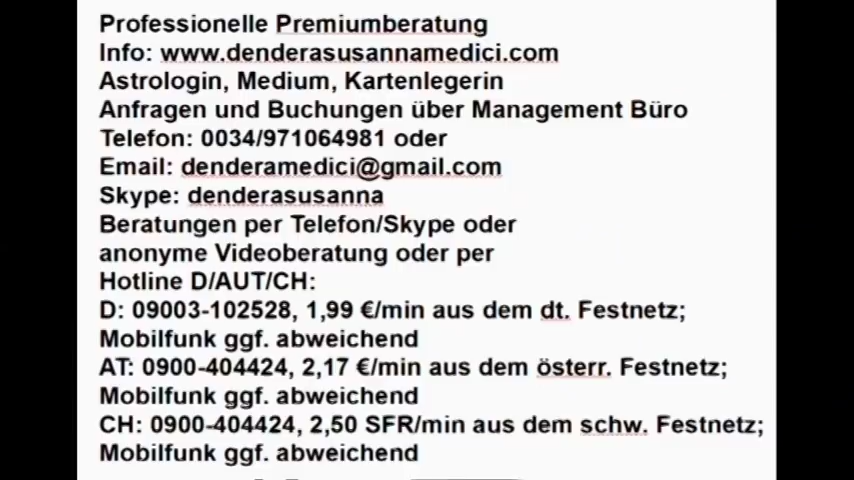 Professionelle Premiumberatung
Info: www.denderasusannamedici.com
Astrologin, Medium, Kartenlegerin
Anfragen und Buchungen über Management Büro
Telefon: 0034/971064981 oder
Email: denderamedici@gmail.com
Skype: denderasusanna
Beratungen per Telefon/Skype oder
anonyme Videoberatung oder per
Hotline D/AUT/CH:
D: 09003-102528, 1,99 €/min aus dem dt. Festnetz;
Mobilfunk ggf. abweichend
AT: 0900-404424, 2,17 €/min aus dem österr. Festnetz;
Mobilfunk ggf. abweichend
CH: 0900-404424, 2,50 SFR/min aus dem schw. Festnetz;
Mobilfunk ggf. abweichend